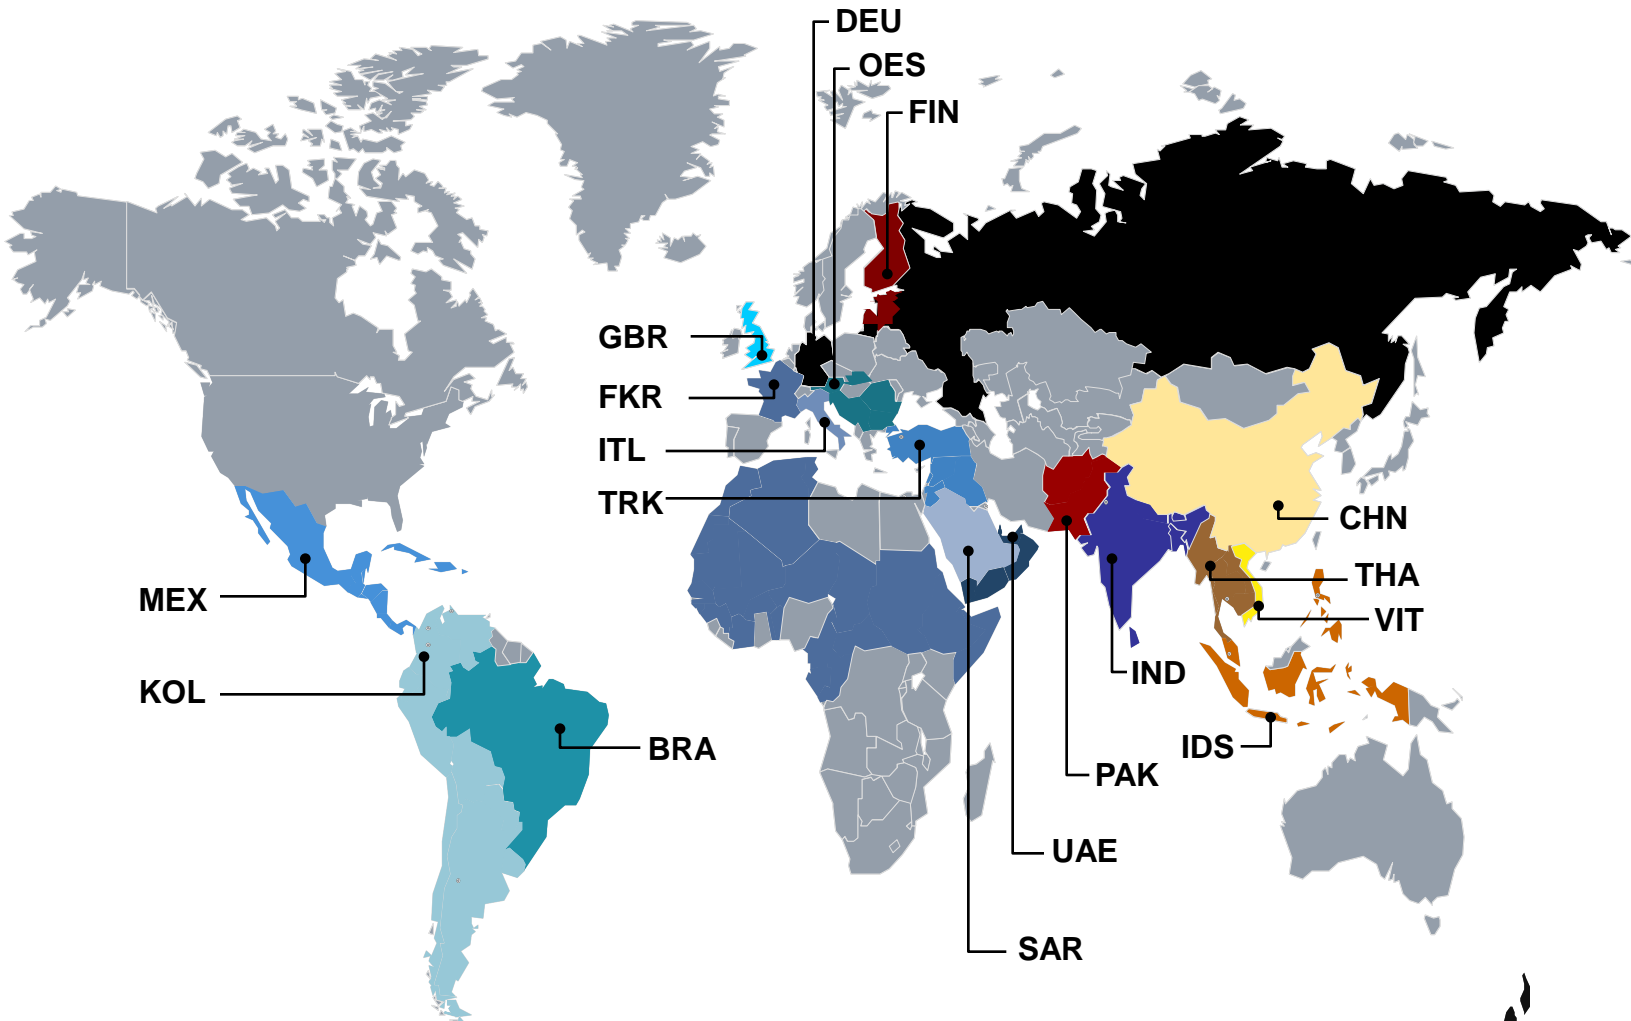 DEU
OES
FIN
GBR
FKR
ITL
TRK
CHN
THA
MEX
VIT
IND
KOL
BRA
IDS
PAK
UAE
SAR